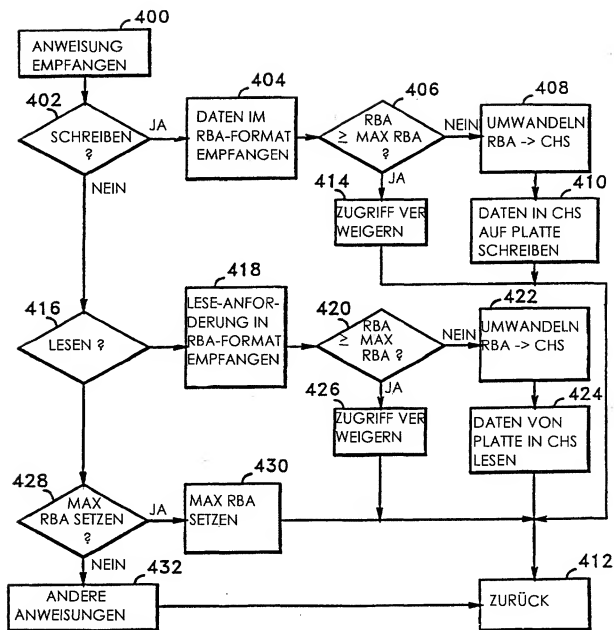 400
ANWEISUNG
EMPFANGEN
402
SCHREIBEN
?
JA
NEIN
404
DATEN IM
RBA-FORMAT
EMPFANGEN
406
RBA
≥ MAX RBA
?
NEIN
JA
408
UMWANDELN
RBA -> CHS
410
DATEN IN CHS
AUF PLATTE
SCHREIBEN
414
ZUGRIFF VER
WEIGERN
416
LESEN ?
418
LESE-ANFOR-
DERUNG IN
RBA-FORMAT
EMPFANGEN
420
RBA
≥ MAX
RBA ?
NEIN
JA
422
UMWANDELN
RBA -> CHS
424
DATEN VON
PLATTE IN CHS
LESEN
426
ZUGRIFF VER
WEIGERN
428
MAX
RBA SETZEN
?
JA
NEIN
430
MAX RBA
SETZEN
432
ANDERE
ANWEISUNGEN
412
ZURÜCK